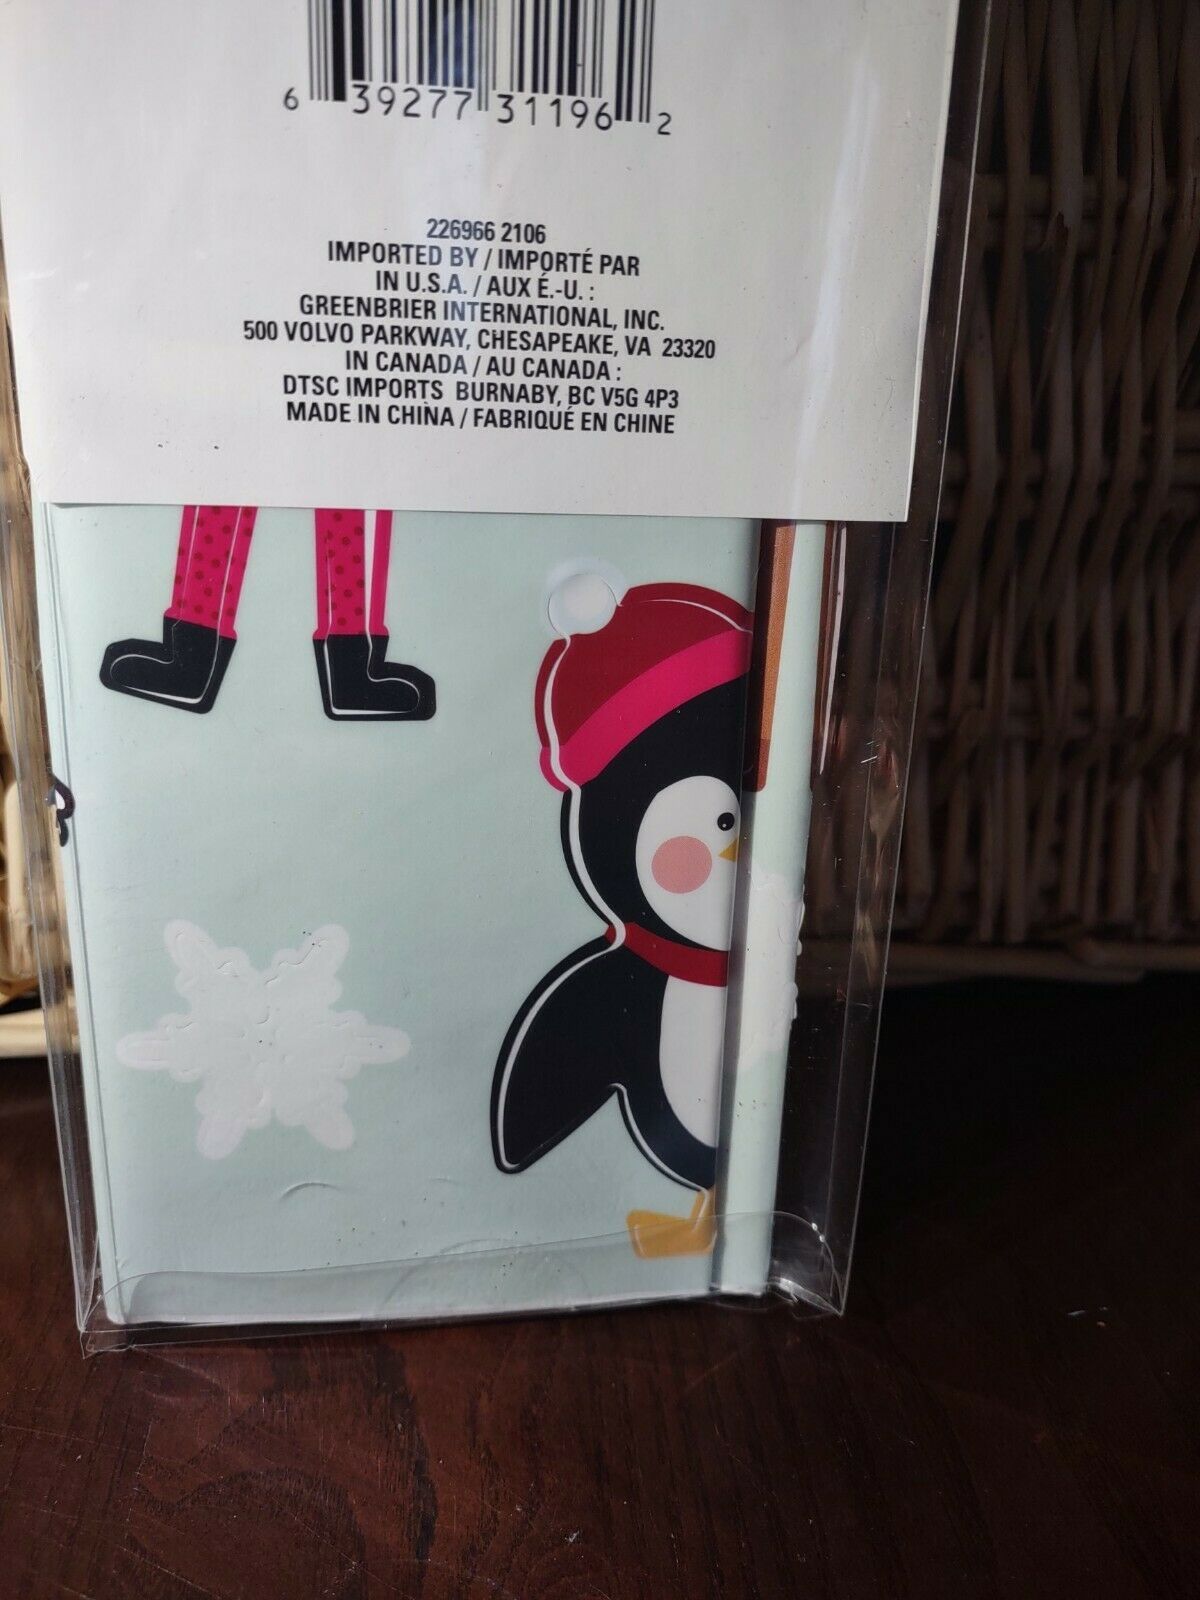 6 39277 31196 2
226966 2106
IMPORTED BY / IMPORTÉ PAR
IN U.S.A. / AUX É.-U. :
GREENBRIER INTERNATIONAL, INC.
500 VOLVO PARKWAY, CHESAPEAKE, VA 23320
IN CANADA / AU CANADA :
DTSC IMPORTS BURNABY, BC V5G 4P3
MADE IN CHINA / FABRIQUÉ EN CHINE